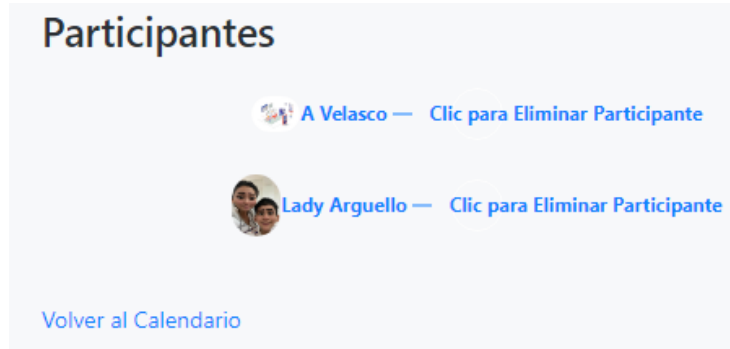 Participantes
A Velasco — Clic para Eliminar Participante
Lady Arguello — Clic para Eliminar Participante
Volver al Calendario